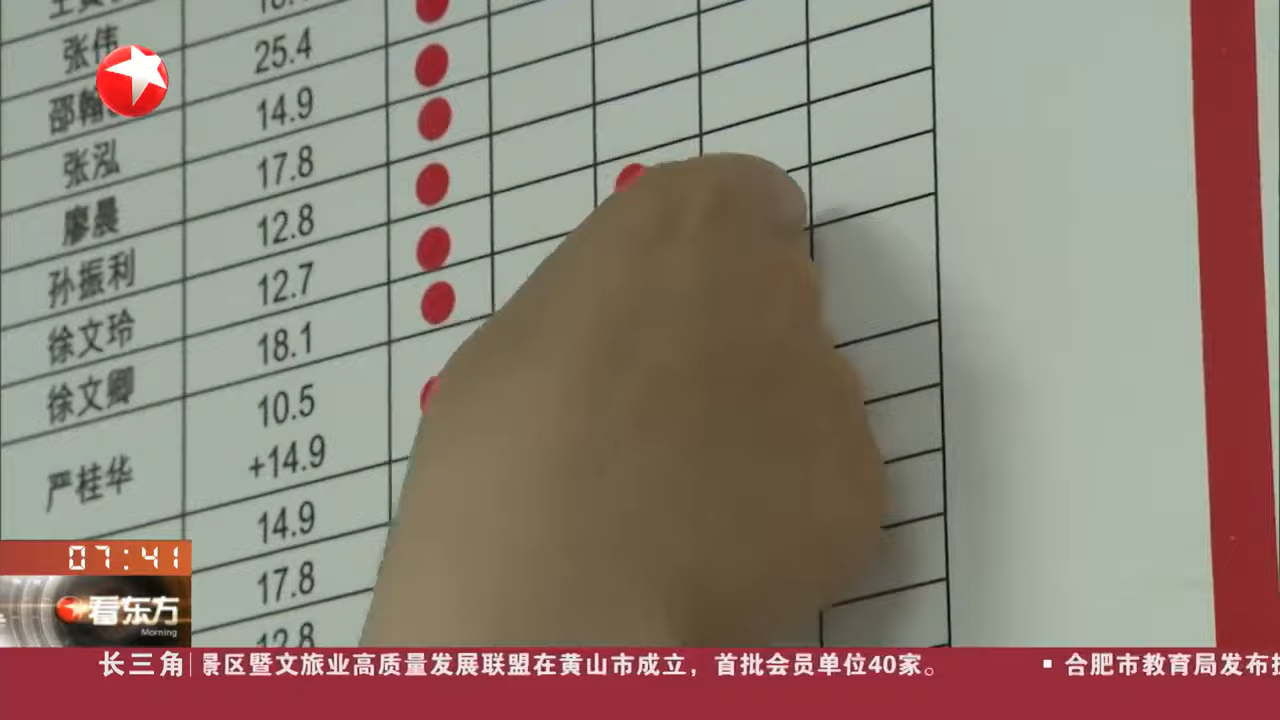 张伟 25.4
邵翰 14.9
张泓 17.8
廖晨 12.8
孙振利 12.7
徐文玲 18.1
徐文卿 10.5
严桂华 +14.9
14.9
17.8
12.8
07:41
看东方
Morning
长三角 景区暨文旅业高质量发展联盟在黄山市成立，首批会员单位40家。 ▪ 合肥市教育局发布